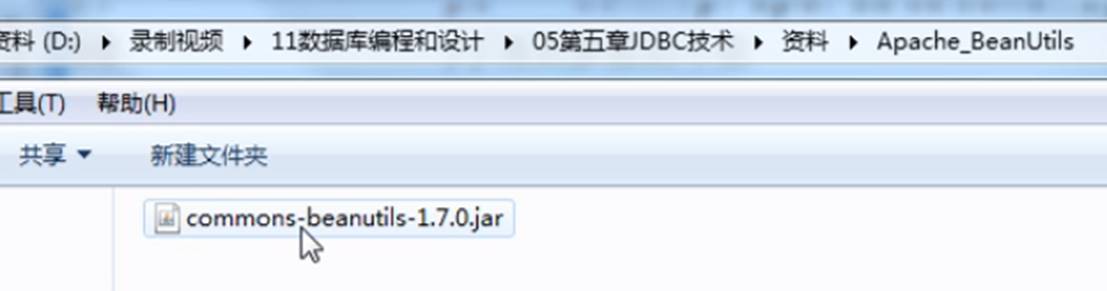 资料 (D:) ▸ 录制视频 ▸ 11数据库编程和设计 ▸ 05第五章JDBC技术 ▸ 资料 ▸ Apache_BeanUtils
工具(T) 帮助(H)
共享 新建文件夹
commons-beanutils-1.7.0.jar